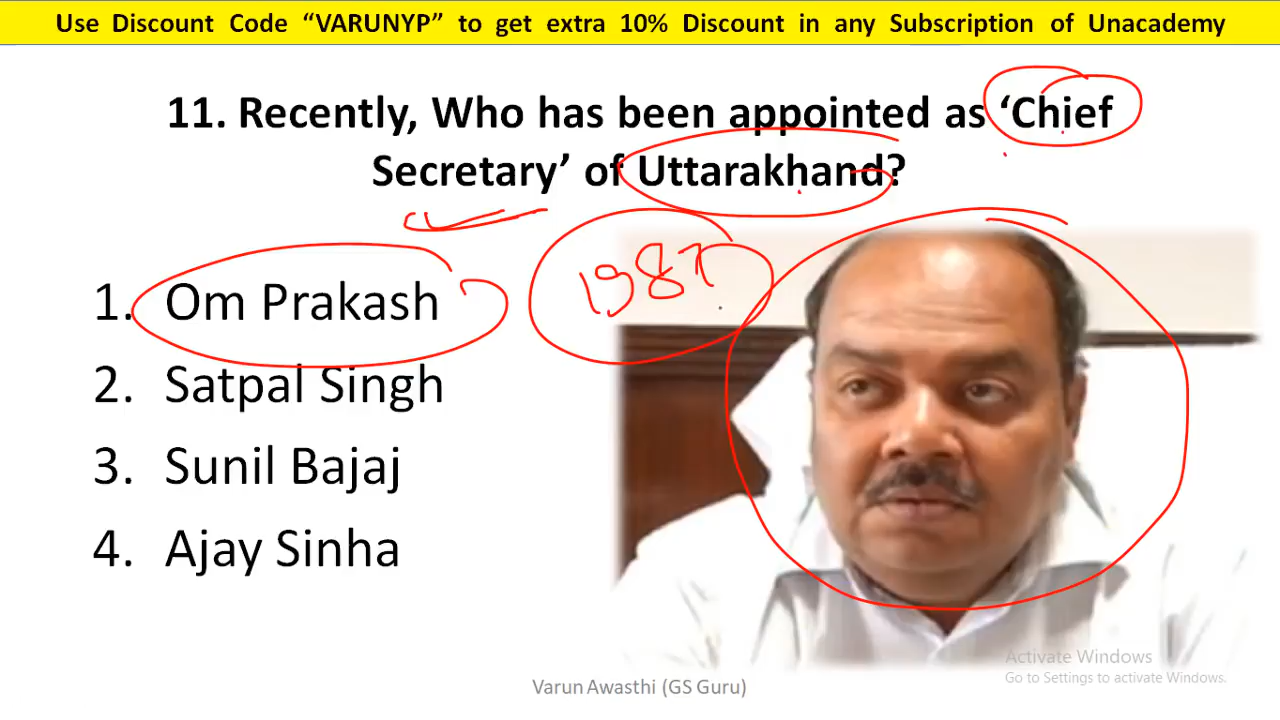 Use Discount Code “VARUNYP” to get extra 10% Discount in any Subscription of Unacademy
11. Recently, Who has been appointed as ‘Chief
Secretary’ of Uttarakhand?
1. Om Prakash
1987
2. Satpal Singh
3. Sunil Bajaj
4. Ajay Sinha
Activate Windows
Go to Settings to activate Windows.
Varun Awasthi (GS Guru)